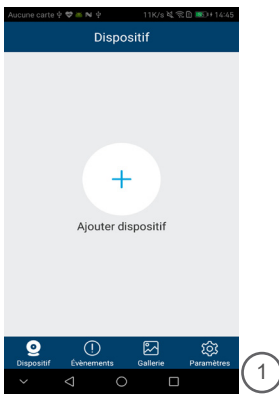 Aucune carte 11K/s 14:45
Dispositif
Ajouter dispositif
Dispositif Évènements Gallerie Paramètres
1